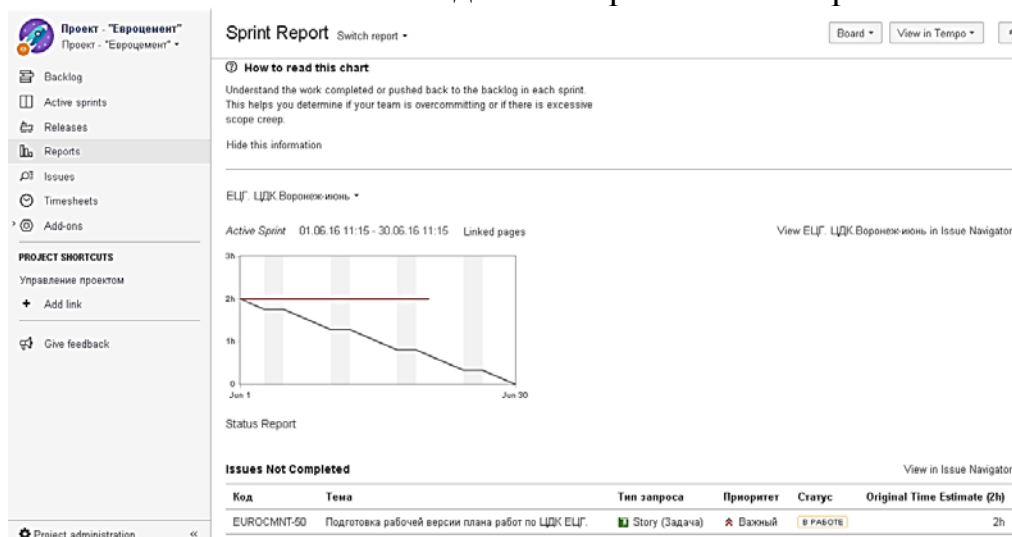 Проект - "Евроцемент"
Проект - "Евроцемент"
Backlog
Active sprints
Releases
Reports
Issues
Timesheets
Add-ons
PROJECT SHORTCUTS
Управление проектом
+ Add link
Give feedback
Project administration «
Sprint Report Switch report
Board View in Tempo
How to read this chart
Understand the work completed or pushed back to the backlog in each sprint.
This helps you determine if your team is overcommitting or if there is excessive
scope creep.
Hide this information
ЕЦГ. ЦДК.Воронеж-июнь
Active Sprint 01.06.16 11:15 - 30.06.16 11:15 Linked pages View ЕЦГ. ЦДК.Воронеж-июнь in Issue Navigator
3h
2h
1h
0
Jun 1 Jun 30
Status Report
Issues Not Completed View in Issue Navigator
Код Тема Тип запроса Приоритет Статус Original Time Estimate (2h)
EUROCMNT-50 Подготовка рабочей версии плана работ по ЦДК ЕЦГ. Story (Задача) Важный В РАБОТЕ 2h